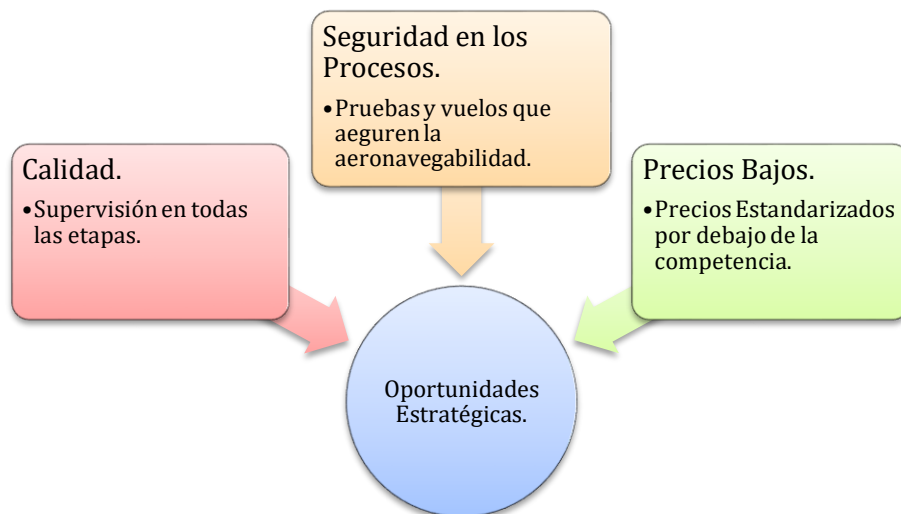 Seguridad en los
Procesos.
•Pruebas y vuelos que
aeguren la
aeronavegabilidad.
Calidad.
•Supervisión en todas
las etapas.
Precios Bajos.
•Precios Estandarizados
por debajo de la
competencia.
Oportunidades
Estratégicas.